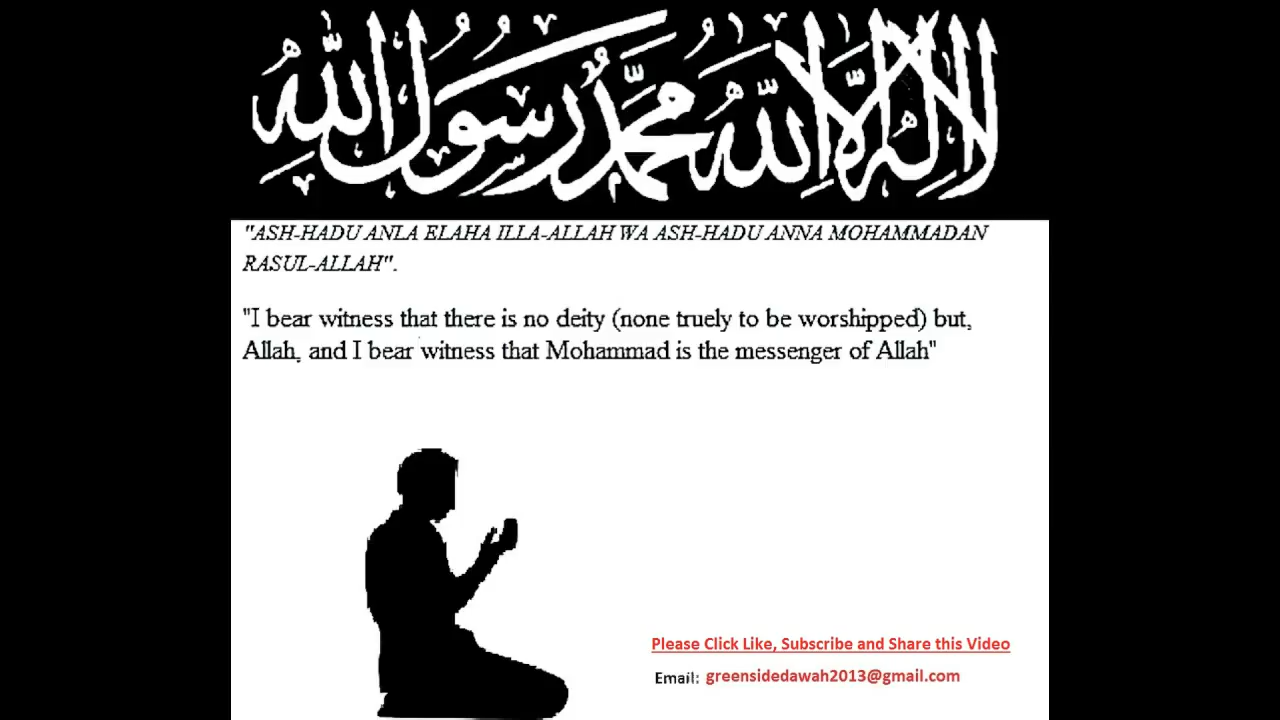 لا إله إلا الله محمد رسول الله
"ASH-HADU ANLA ELAHA ILLA-ALLAH WA ASH-HADU ANNA MOHAMMADAN
RASUL-ALLAH".
"I bear witness that there is no deity (none truely to be worshipped) but,
Allah, and I bear witness that Mohammad is the messenger of Allah"
Please Click Like, Subscribe and Share this Video
Email: greensidedawah2013@gmail.com